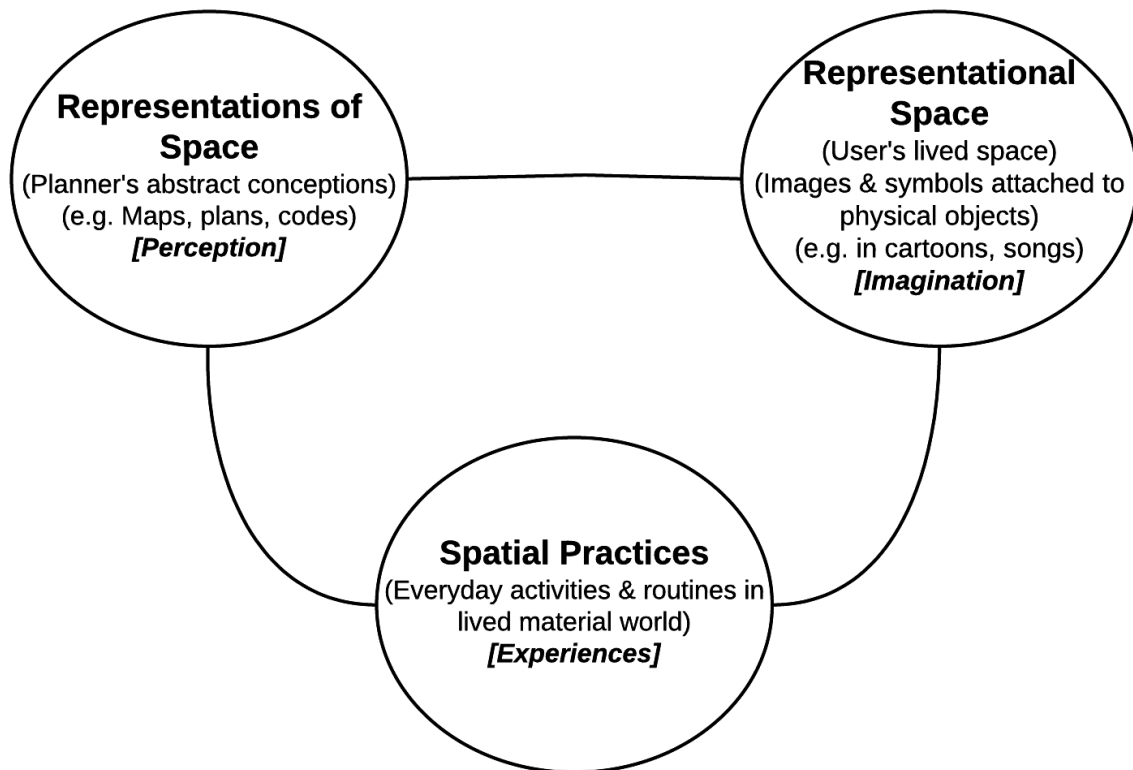 Representations of
Space
(Planner's abstract conceptions)
(e.g. Maps, plans, codes)
[Perception]
Representational
Space
(User's lived space)
(Images & symbols attached to
physical objects)
(e.g. in cartoons, songs)
[Imagination]
Spatial Practices
(Everyday activities & routines in
lived material world)
[Experiences]